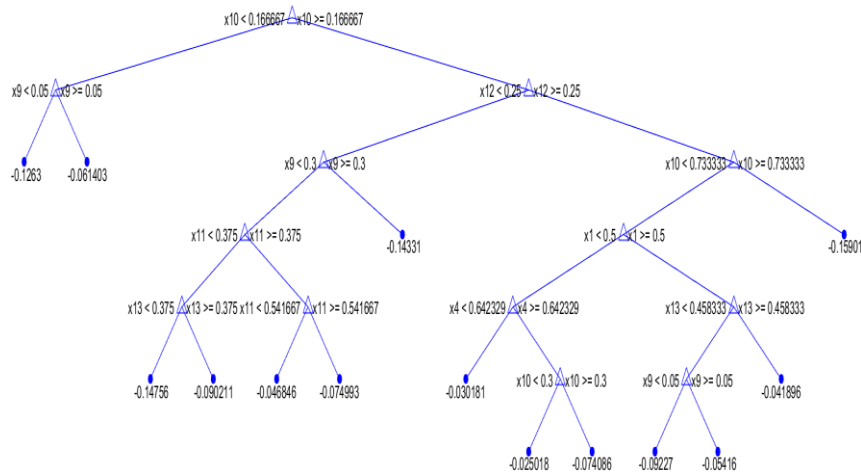 x10 < 0.166667 x10 >= 0.166667
x9 < 0.05 x9 >= 0.05
x12 < 0.25 x12 >= 0.25
-0.1263
-0.061403
x9 < 0.3 x9 >= 0.3
x10 < 0.733333 x10 >= 0.733333
x11 < 0.375 x11 >= 0.375
-0.14331
x1 < 0.5 x1 >= 0.5
-0.15901
x13 < 0.375 x13 >= 0.375
x11 < 0.541667 x11 >= 0.541667
x4 < 0.642329 x4 >= 0.642329
x13 < 0.458333 x13 >= 0.458333
-0.14756
-0.090211
-0.046846
-0.074993
-0.030181
x10 < 0.3 x10 >= 0.3
x9 < 0.05 x9 >= 0.05
-0.041896
-0.025018
-0.074086
-0.09227
-0.05416